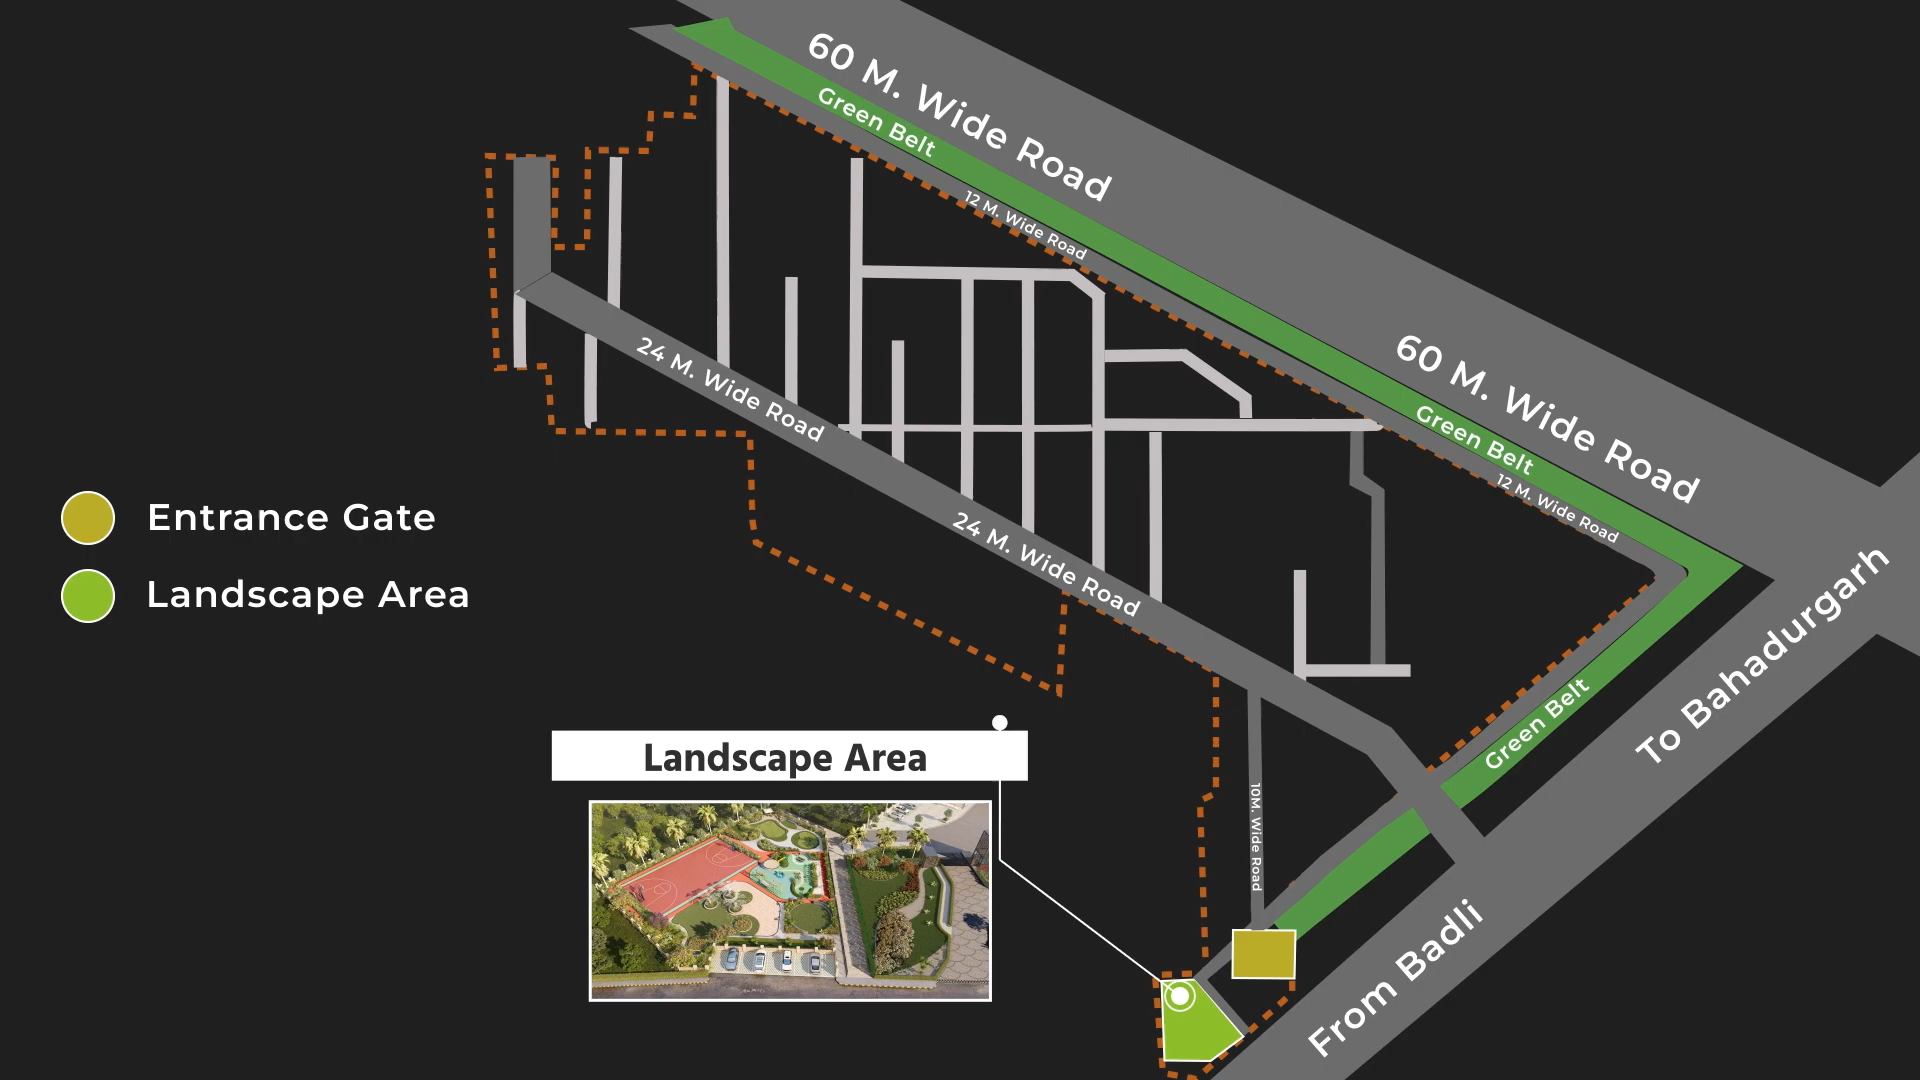 60 M. Wide Road
Green Belt
12 M. Wide Road
24 M. Wide Road
60 M. Wide Road
Green Belt
12 M. Wide Road
24 M. Wide Road
Entrance Gate
Landscape Area
To Bahadurgarh
Green Belt
Landscape Area
10M. Wide Road
From Badli